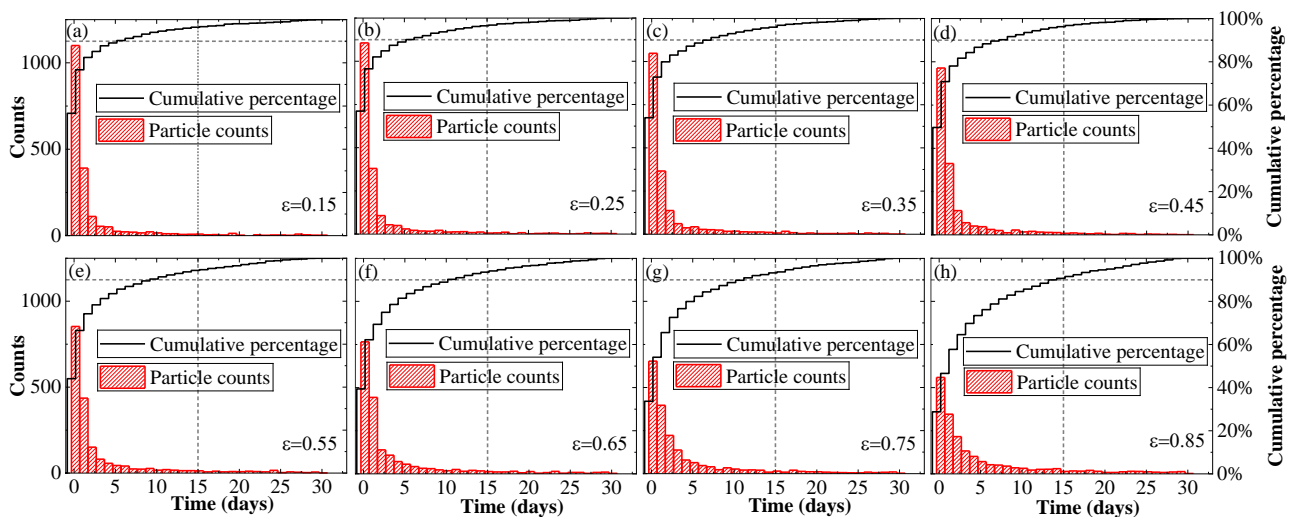 (a)
(b)
(c)
(d)
1000
500
0
Counts
Cumulative percentage
Particle counts
ε=0.15
Cumulative percentage
Particle counts
ε=0.25
Cumulative percentage
Particle counts
ε=0.35
Cumulative percentage
Particle counts
ε=0.45
100%
80%
60%
40%
20%
0%
Cumulative percentage
(e)
(f)
(g)
(h)
1000
500
0
Counts
Cumulative percentage
Particle counts
ε=0.55
Cumulative percentage
Particle counts
ε=0.65
Cumulative percentage
Particle counts
ε=0.75
Cumulative percentage
Particle counts
ε=0.85
100%
80%
60%
40%
20%
0%
Cumulative percentage
0 5 10 15 20 25 30
Time (days)
0 5 10 15 20 25 30
Time (days)
0 5 10 15 20 25 30
Time (days)
0 5 10 15 20 25 30
Time (days)